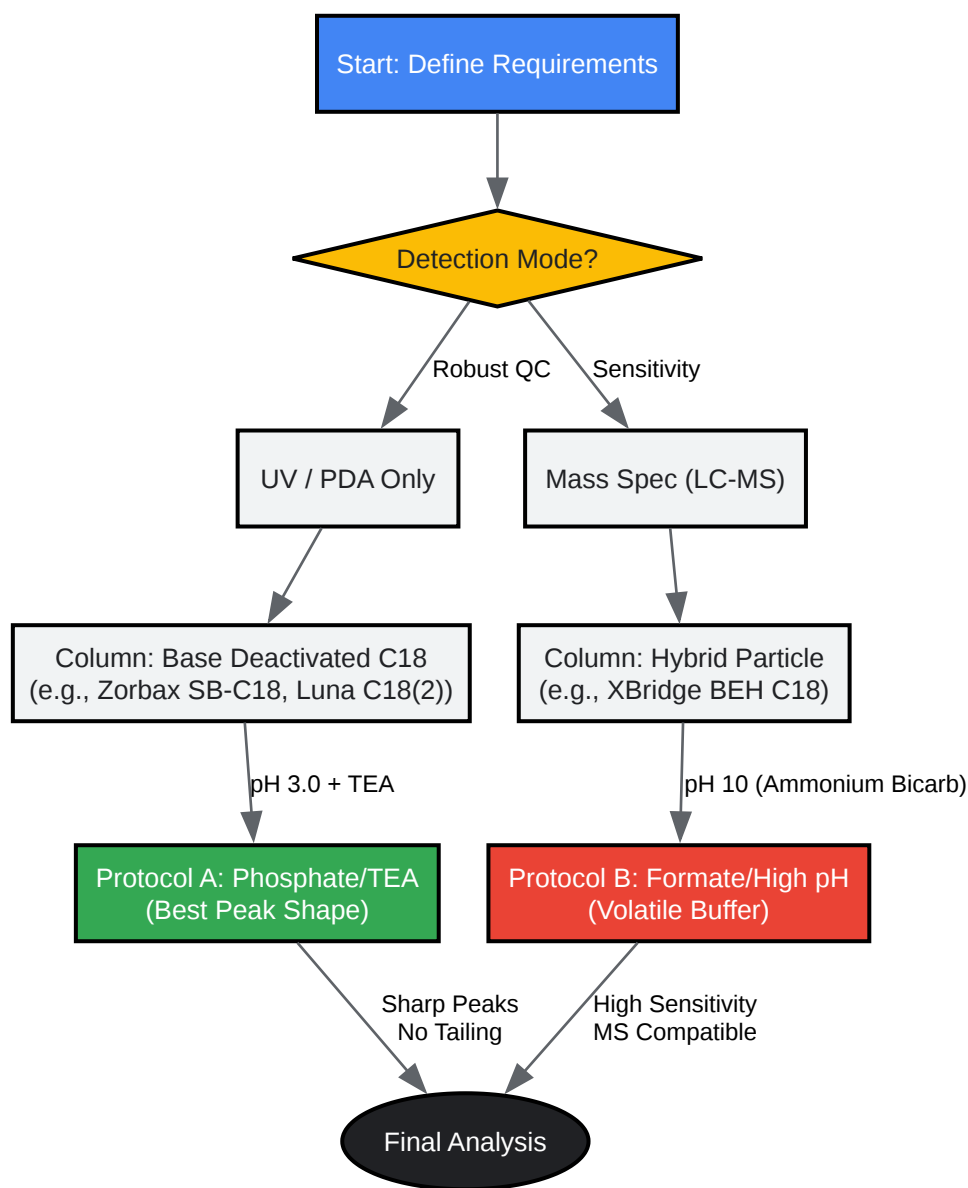 Start: Define Requirements
Detection Mode?
Robust QC
Sensitivity
UV / PDA Only
Mass Spec (LC-MS)
Column: Base Deactivated C18
(e.g., Zorbax SB-C18, Luna C18(2))
Column: Hybrid Particle
(e.g., XBridge BEH C18)
pH 3.0 + TEA
pH 10 (Ammonium Bicarb)
Protocol A: Phosphate/TEA
(Best Peak Shape)
Protocol B: Formate/High pH
(Volatile Buffer)
Sharp Peaks
No Tailing
High Sensitivity
MS Compatible
Final Analysis